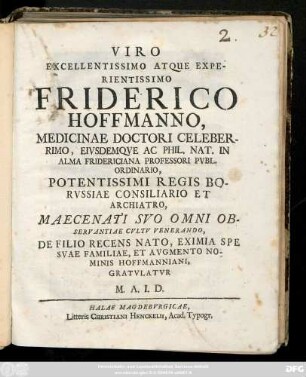 2.
32
VIRO
EXCELLENTISSIMO ATQVE EXPE-
RIENTISSIMO
FRIDERICO
HOFFMANNO,
MEDICINAE DOCTORI CELEBER-
RIMO, EIVSDEMQVE AC PHIL. NAT. IN
ALMA FRIDERICIANA PROFESSORI PVBL.
ORDINARIO,
POTENTISSIMI REGIS BO-
RVSSIAE CONSILIARIO ET
ARCHIATRO,
MAECENATI SVO OMNI OB-
SERVANTIAE CVLTV VENERANDO,
DE FILIO RECENS NATO, EXIMIA SPE
SVAE FAMILIAE, ET AVGMENTO NO-
MINIS HOFFMANNIANI,
GRATVLATVR
M. A. I. D.
HALAE MAGDEBVRGICAE,
Litteris CHRISTIANI HENCKELII, Acad. Typogr.